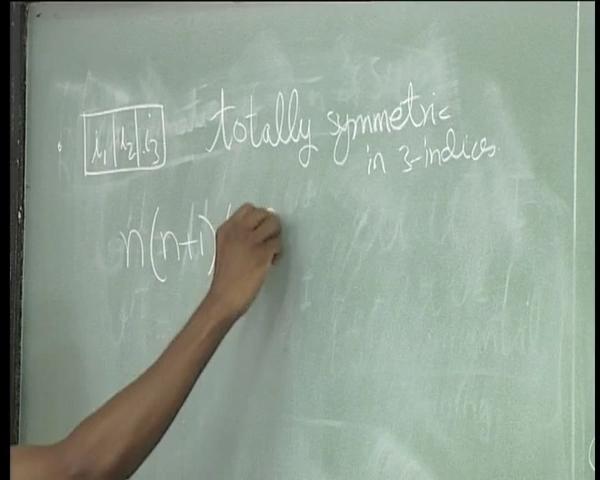 i₁ i₂ i₃ totally symmetric
in 3-indices
n(n+1)(